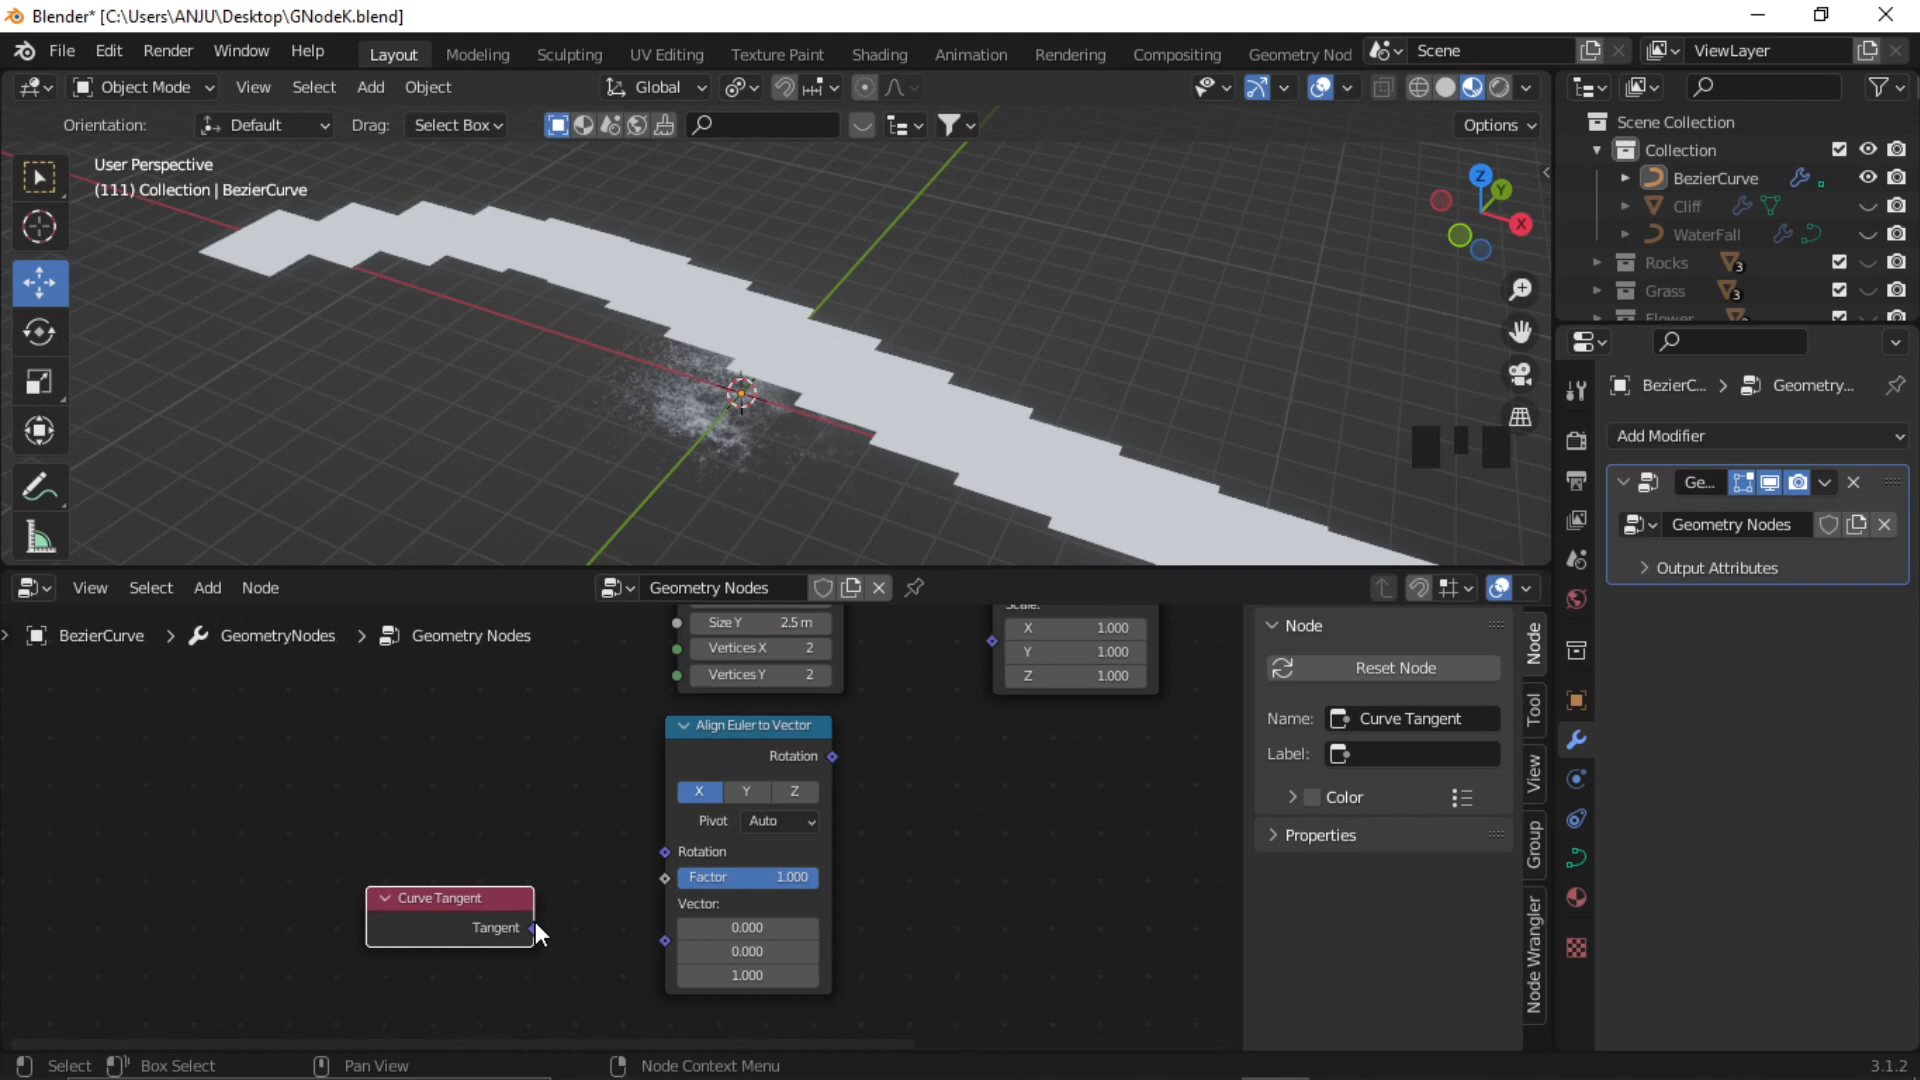 Blender* [C:\Users\ANJU\Desktop\GNodeK.blend]
File Edit Render Window Help Layout Modeling Sculpting UV Editing Texture Paint Shading Animation Rendering Compositing Geometry Nod Scene ViewLayer
Object Mode View Select Add Object Global
Orientation: Default Drag: Select Box Options
User Perspective
(111) Collection | BezierCurve
Z
Y
X
Scene Collection
Collection
BezierCurve
Cliff
WaterFall
Rocks 3
Grass 3
Flower
BezierC... > Geometry...
Add Modifier
Ge...
Geometry Nodes
Output Attributes
View Select Add Node Geometry Nodes
BezierCurve > GeometryNodes > Geometry Nodes
Size Y 2.5 m
Vertices X 2
Vertices Y 2
Scale:
X 1.000
Y 1.000
Z 1.000
Align Euler to Vector
Rotation
X Y Z
Pivot Auto
Rotation
Factor 1.000
Vector:
0.000
0.000
1.000
Curve Tangent
Tangent
Node
Reset Node
Name: Curve Tangent
Label:
Color
Properties
Node
Tool
View
Group
Node Wrangler
Select Box Select Pan View Node Context Menu 3.1.2